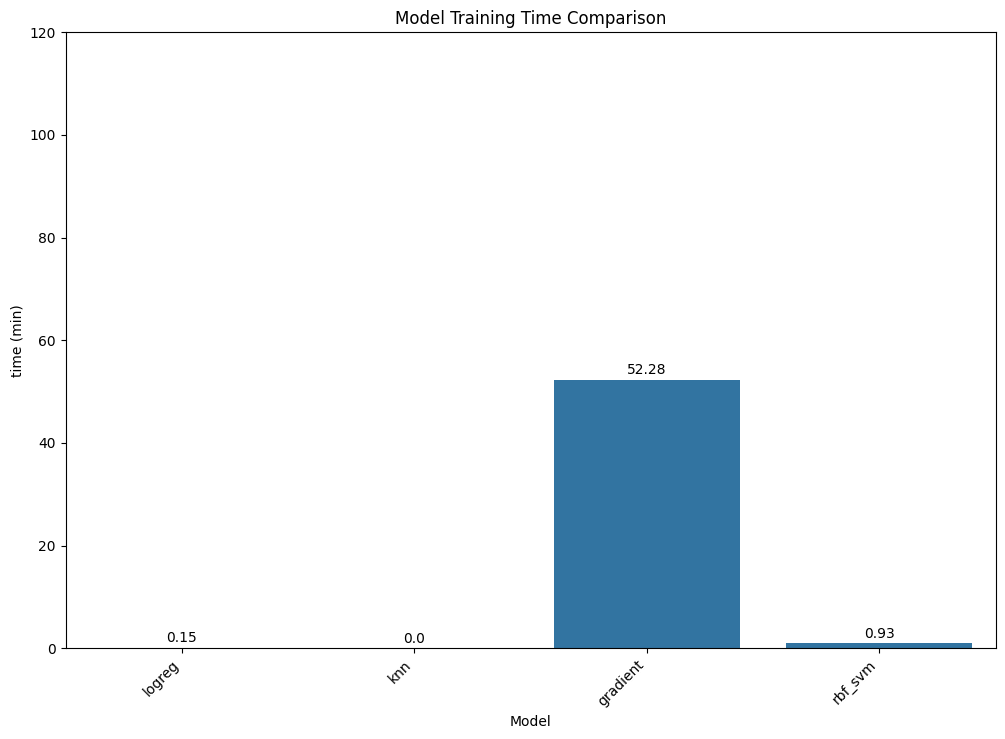 Model Training Time Comparison
120
100
80
60
40
20
0
time (min)
0.15
0.0
52.28
0.93
logreg
knn
gradient
rbf_svm
Model